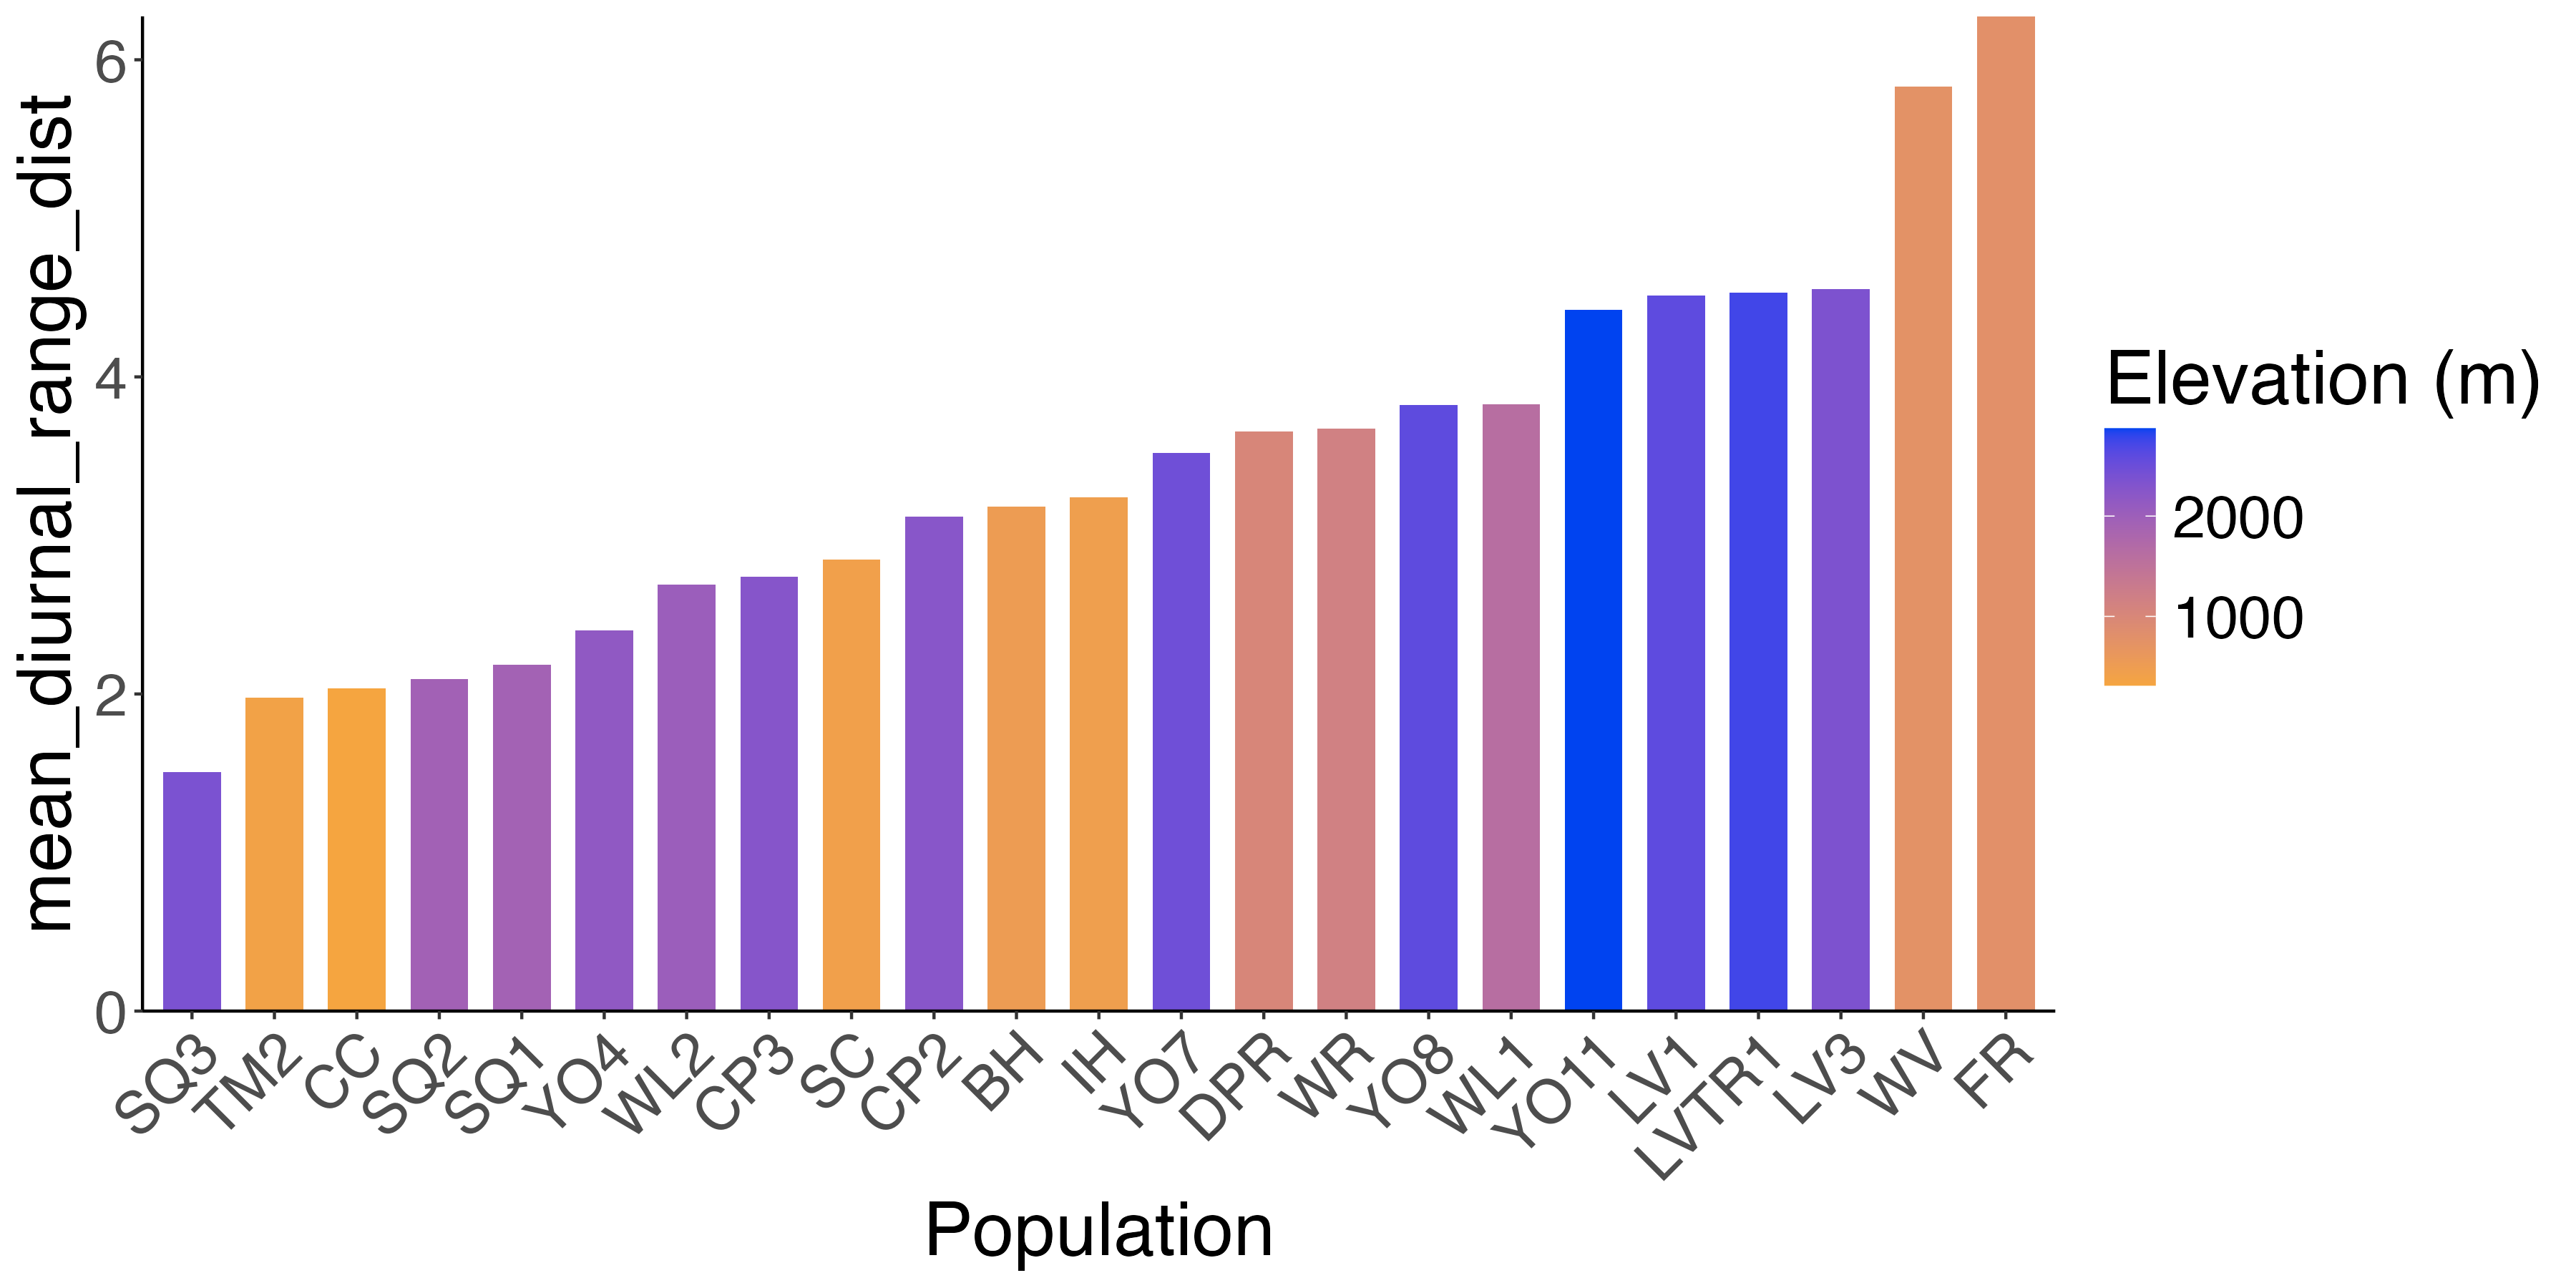 mean_diurnal_range_dist
6
4
2
0
SQ3
TM2
CC
SQ2
SQ1
YO4
WL2
CP3
SC
CP2
BH
IH
YO7
DPR
WR
YO8
WL1
YO11
LV1
LVTR1
LV3
WV
FR
Population
Elevation (m)
2000
1000